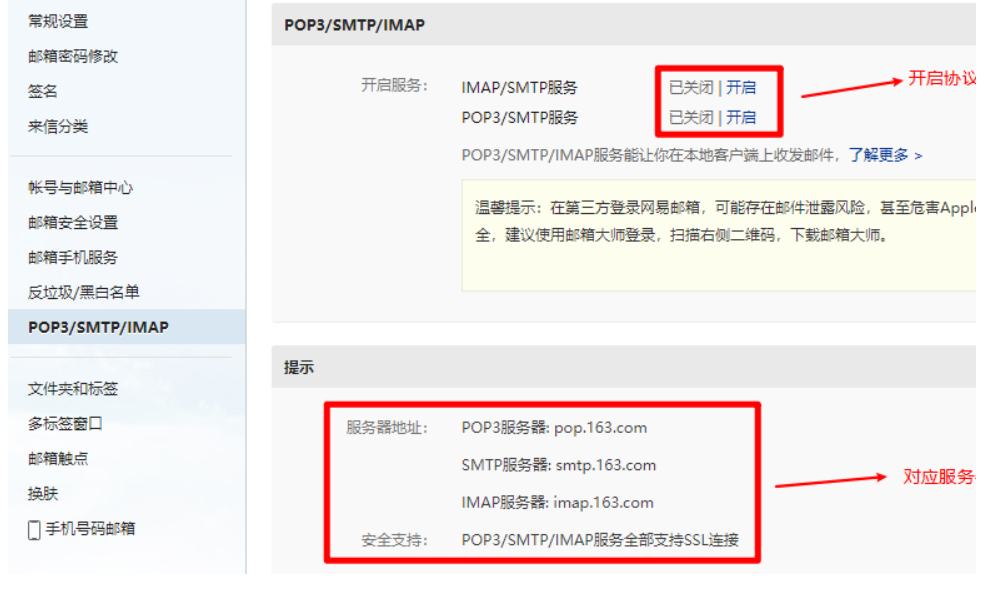 常规设置
邮箱密码修改
签名
来信分类
帐号与邮箱中心
邮箱安全设置
邮箱手机服务
反垃圾/黑白名单
POP3/SMTP/IMAP
文件夹和标签
多标签窗口
邮箱触点
换肤
手机号码邮箱
POP3/SMTP/IMAP
开启服务： IMAP/SMTP服务 已关闭 | 开启
POP3/SMTP服务 已关闭 | 开启
开启协议
POP3/SMTP/IMAP服务能让你在本地客户端上收发邮件，了解更多 >
温馨提示：在第三方登录网易邮箱，可能存在邮件泄露风险，甚至危害Appl
全，建议使用邮箱大师登录，扫描右侧二维码，下载邮箱大师。
提示
服务器地址： POP3服务器: pop.163.com
SMTP服务器: smtp.163.com
IMAP服务器: imap.163.com
对应服务
安全支持： POP3/SMTP/IMAP服务全部支持SSL连接